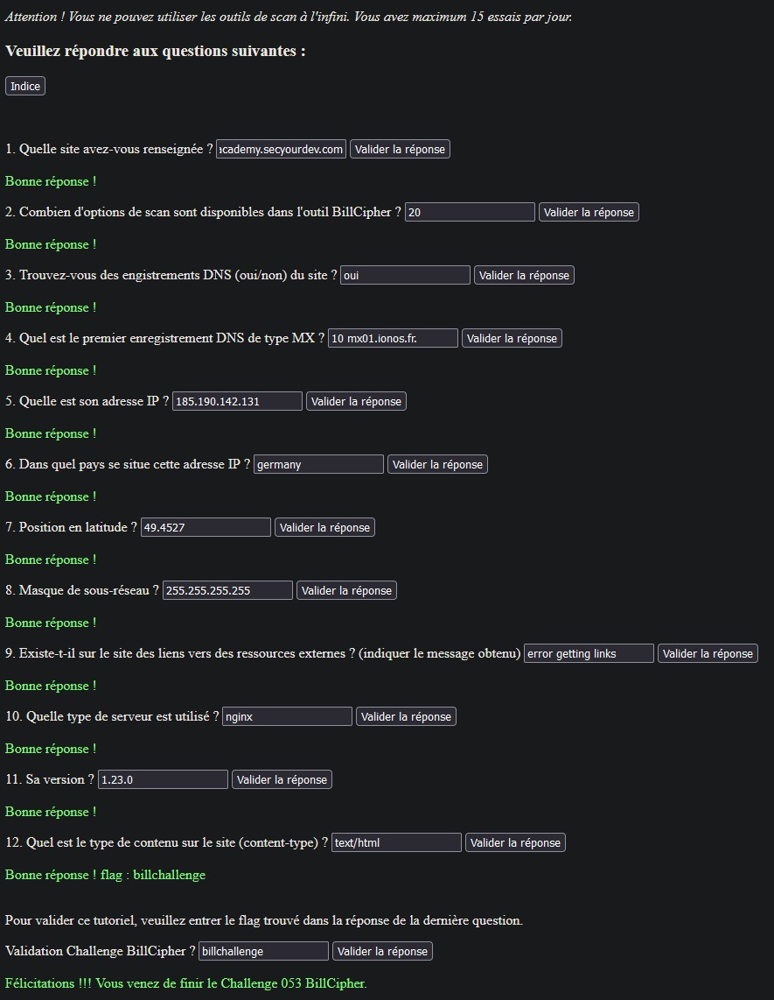 Attention ! Vous ne pouvez utiliser les outils de scan à l'infini. Vous avez maximum 15 essais par jour.
Veuillez répondre aux questions suivantes :
Indice
1. Quelle site avez-vous renseignée ? academy.secyourdev.com Valider la réponse
Bonne réponse !
2. Combien d'options de scan sont disponibles dans l'outil BillCipher ? 20 Valider la réponse
Bonne réponse !
3. Trouvez-vous des engistrements DNS (oui/non) du site ? oui Valider la réponse
Bonne réponse !
4. Quel est le premier enregistrement DNS de type MX ? 10 mx01.ionos.fr. Valider la réponse
Bonne réponse !
5. Quelle est son adresse IP ? 185.190.142.131 Valider la réponse
Bonne réponse !
6. Dans quel pays se situe cette adresse IP ? germany Valider la réponse
Bonne réponse !
7. Position en latitude ? 49.4527 Valider la réponse
Bonne réponse !
8. Masque de sous-réseau ? 255.255.255.255 Valider la réponse
Bonne réponse !
9. Existe-t-il sur le site des liens vers des ressources externes ? (indiquer le message obtenu) error getting links Valider la réponse
Bonne réponse !
10. Quelle type de serveur est utilisé ? nginx Valider la réponse
Bonne réponse !
11. Sa version ? 1.23.0 Valider la réponse
Bonne réponse !
12. Quel est le type de contenu sur le site (content-type) ? text/html Valider la réponse
Bonne réponse ! flag : billchallenge
Pour valider ce tutoriel, veuillez entrer le flag trouvé dans la réponse de la dernière question.
Validation Challenge BillCipher ? billchallenge Valider la réponse
Félicitations !!! Vous venez de finir le Challenge 053 BillCipher.